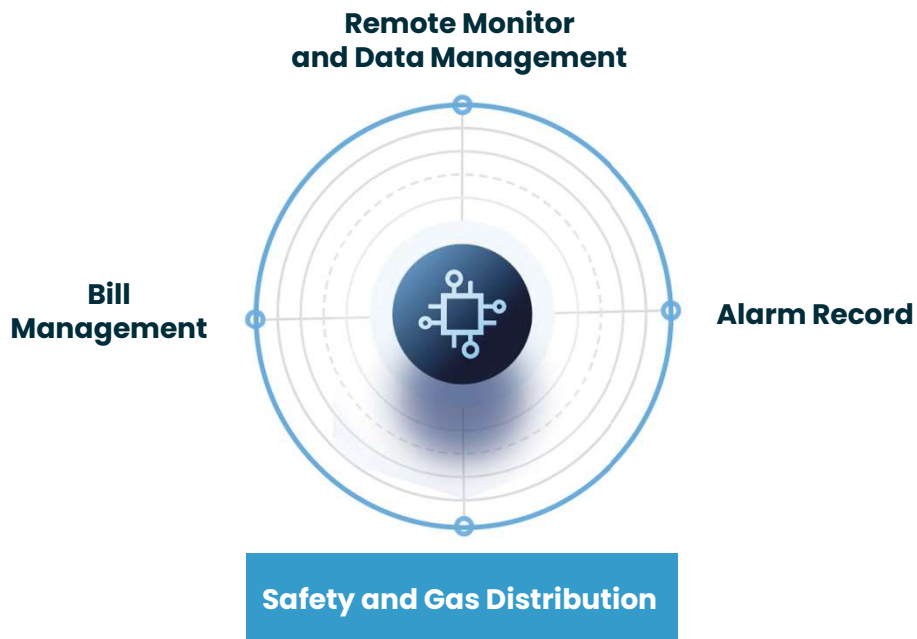 Remote Monitor
and Data Management
Bill
Management
Alarm Record
Safety and Gas Distribution